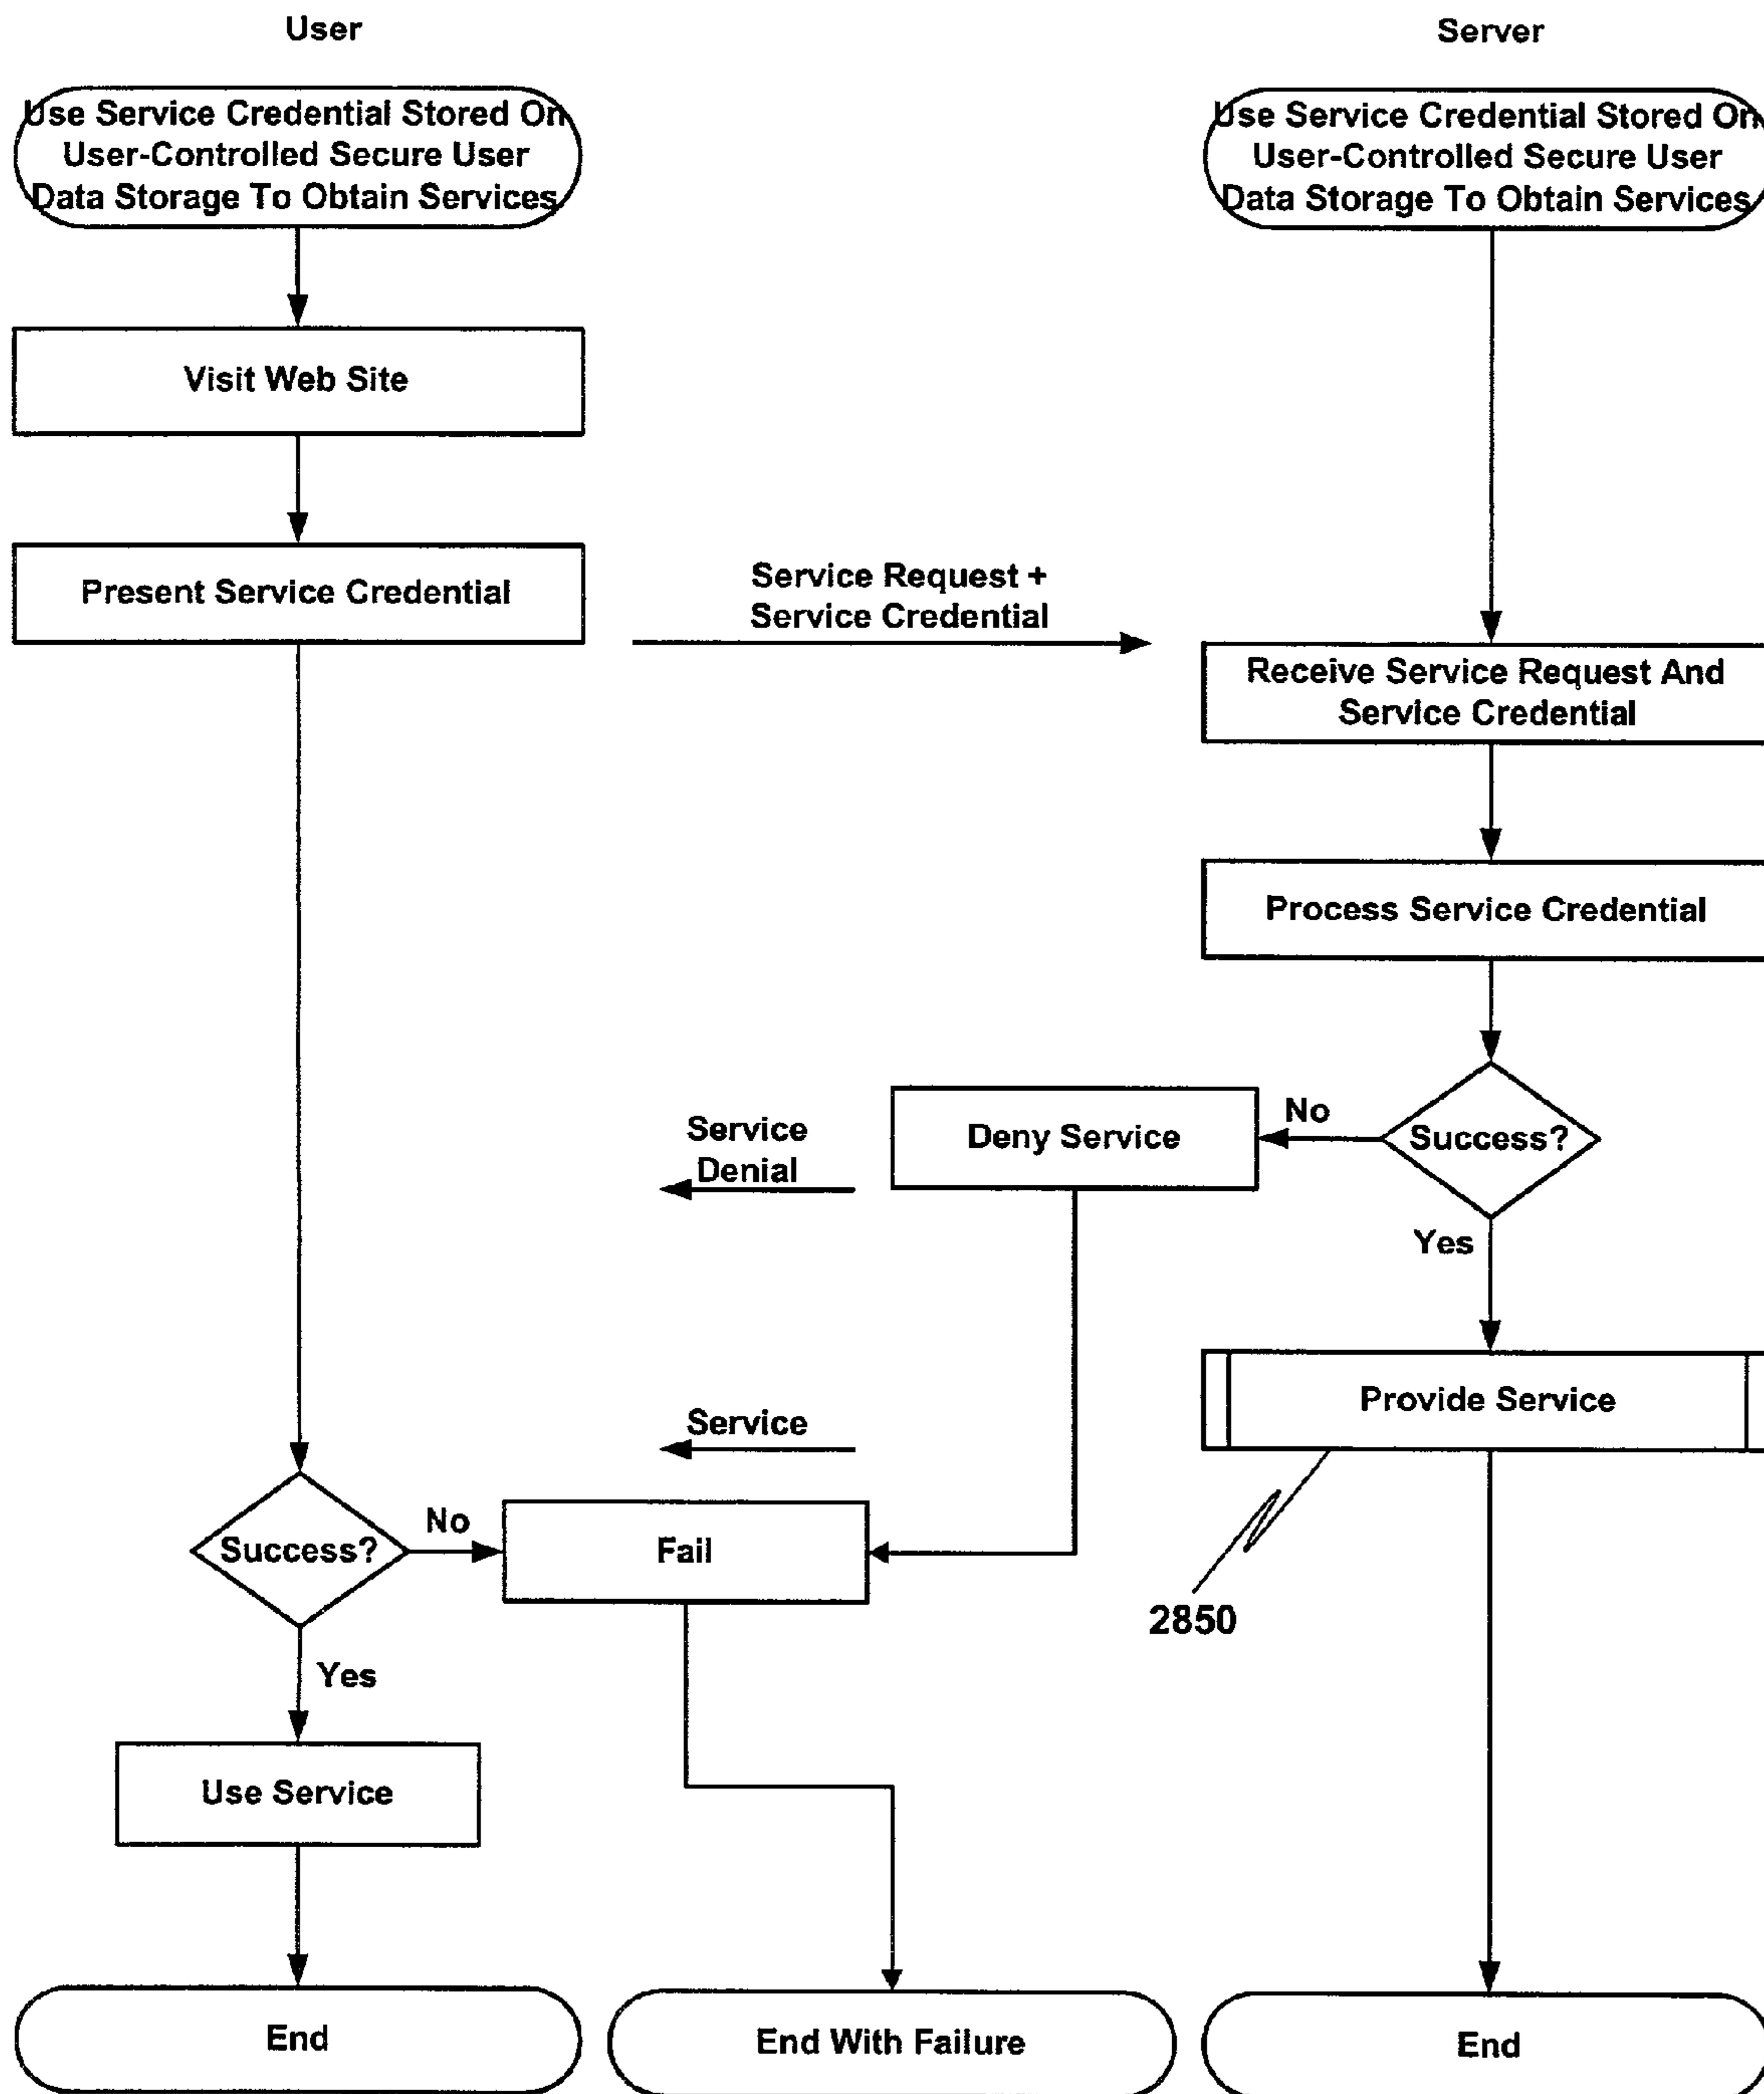 User
Server
Use Service Credential Stored On
User-Controlled Secure User
Data Storage To Obtain Services
Use Service Credential Stored On
User-Controlled Secure User
Data Storage To Obtain Services
Visit Web Site
Present Service Credential
Service Request +
Service Credential
Receive Service Request And
Service Credential
Process Service Credential
Success?
No
Deny Service
Service
Denial
Yes
Provide Service
2850
Service
Success?
No
Fail
Yes
Use Service
End
End With Failure
End